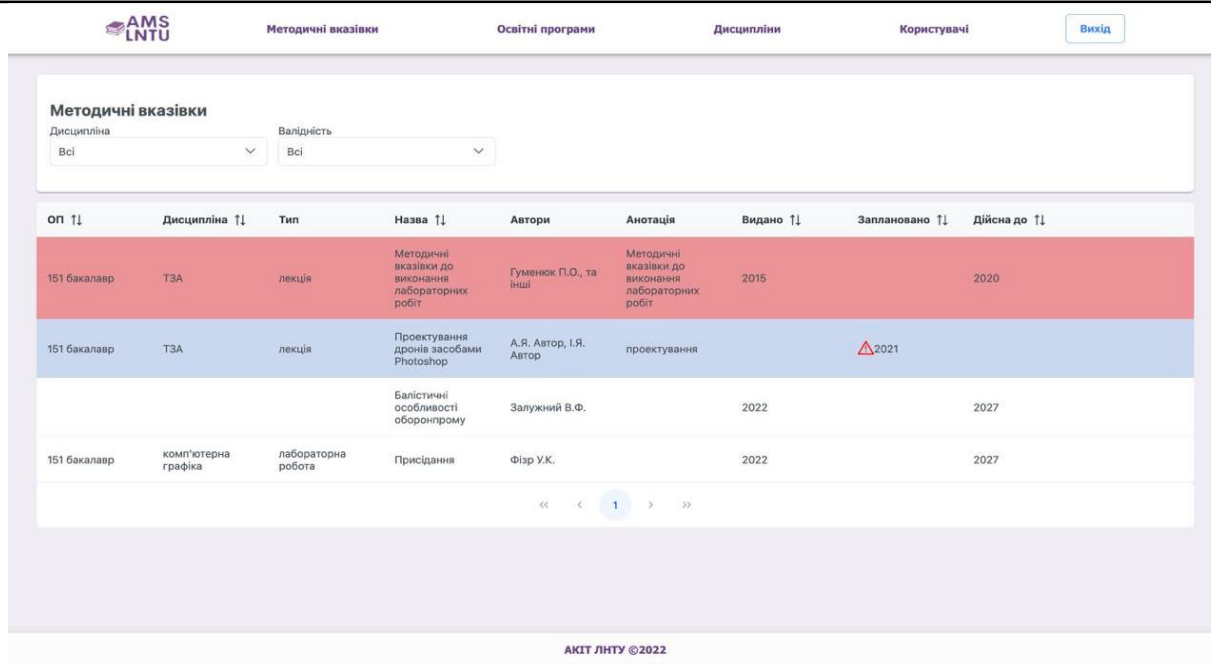 AMS
LNTU
Методичні вказівки
Освітні програми
Дисципліни
Користувачі
Вихід
Методичні вказівки
Дисципліна
Валідність
Всі
Всі
ОП
Дисципліна
Тип
Назва
Автори
Анотація
Видано
Заплановано
Дійсна до
151 бакалавр
ТЗА
лекція
Методичні
вказівки до
виконання
лабораторних
робіт
Гуменюк П.О., та
інші
Методичні
вказівки до
виконання
лабораторних
робіт
2015
2020
151 бакалавр
ТЗА
лекція
Проектування
дронів засобами
Photoshop
А.Я. Автор, І.Я.
Автор
проектування
2021
Балістичні
особливості
оборонпрому
Залужний В.Ф.
2022
2027
151 бакалавр
комп'ютерна
графіка
лабораторна
робота
Присідання
Фізр У.К.
2022
2027
1
АКІТ ЛНТУ ©2022